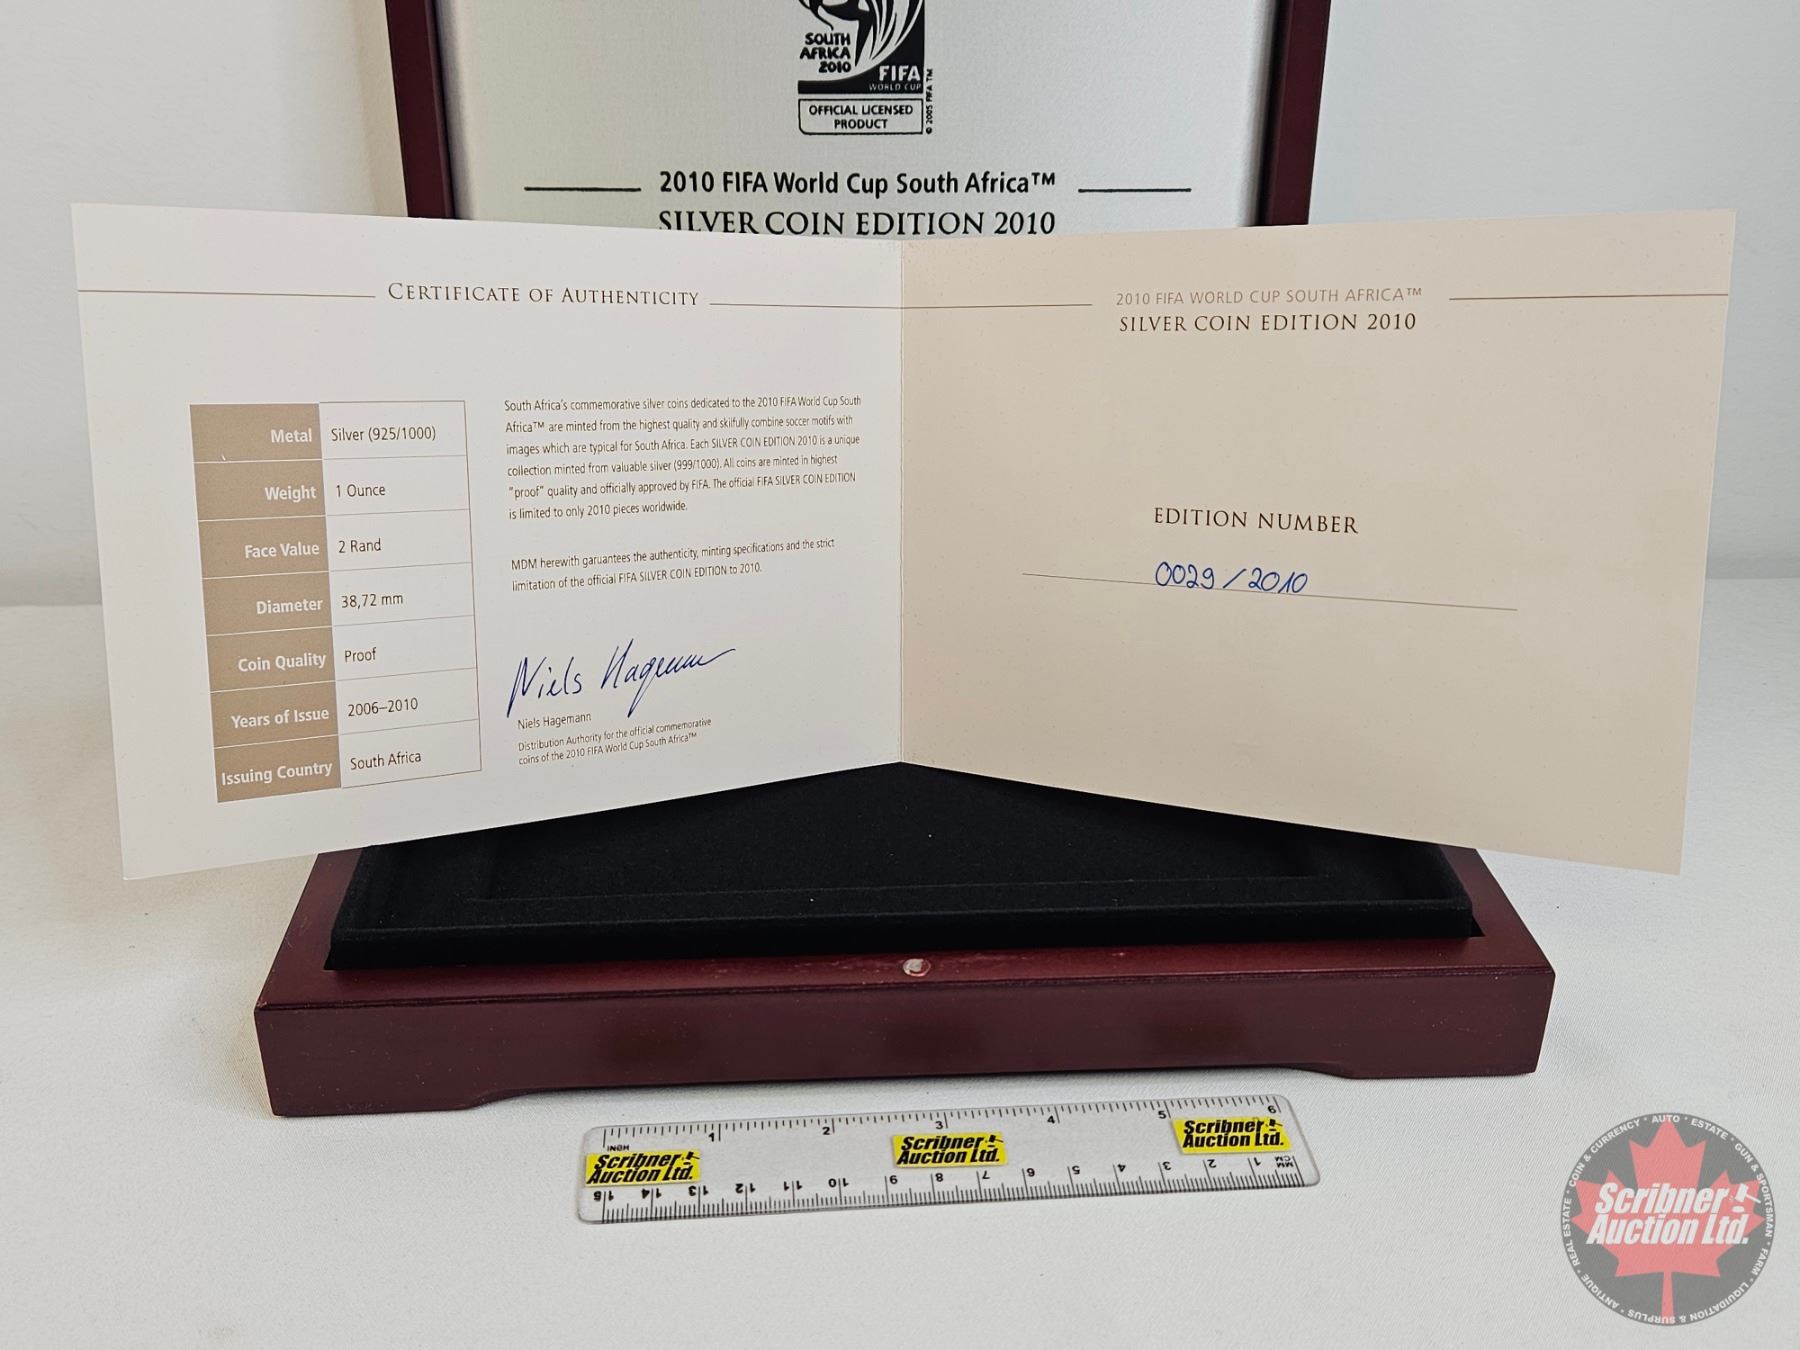 SOUTH
AFRICA
2010
FIFA
WORLD CUP
© 2005 FIFA TM
OFFICIAL LICENSED
PRODUCT
2010 FIFA World Cup South Africa™
SILVER COIN EDITION 2010
CERTIFICATE OF AUTHENTICITY
Metal Silver (925/1000)
Weight 1 Ounce
Face Value 2 Rand
Diameter 38,72 mm
Coin Quality Proof
Years of Issue 2006–2010
Issuing Country South Africa
South Africa's commemorative silver coins dedicated to the 2010 FIFA World Cup South
Africa™ are minted from the highest quality and skilfully combine soccer motifs with
images which are typical for South Africa. Each SILVER COIN EDITION 2010 is a unique
collection minted from valuable silver (999/1000). All coins are minted in highest
"proof" quality and officially approved by FIFA. The official FIFA SILVER COIN EDITION
is limited to only 2010 pieces worldwide.
MDM herewith garuantees the authenticity, minting specifications and the strict
limitation of the official FIFA SILVER COIN EDITION to 2010.
Niels Hagemann
Niels Hagemann
Distribution Authority for the official commemorative
coins of the 2010 FIFA World Cup South Africa™
2010 FIFA WORLD CUP SOUTH AFRICA™
SILVER COIN EDITION 2010
EDITION NUMBER
0029/2010
INCH 1 2 3 4 5 6
Scribner
Auction Ltd.
Scribner
Auction Ltd.
Scribner
Auction Ltd.
MM
CM 1 2 3 4 5 6 7 8 9 10 11 12 13 14 15
Scribner
Auction Ltd.
ANTIQUE · REAL ESTATE · COIN & CURRENCY · AUTO · ESTATE · GUN & SPORTSMAN · FARM · LIQUIDATION & SURPLUS ·